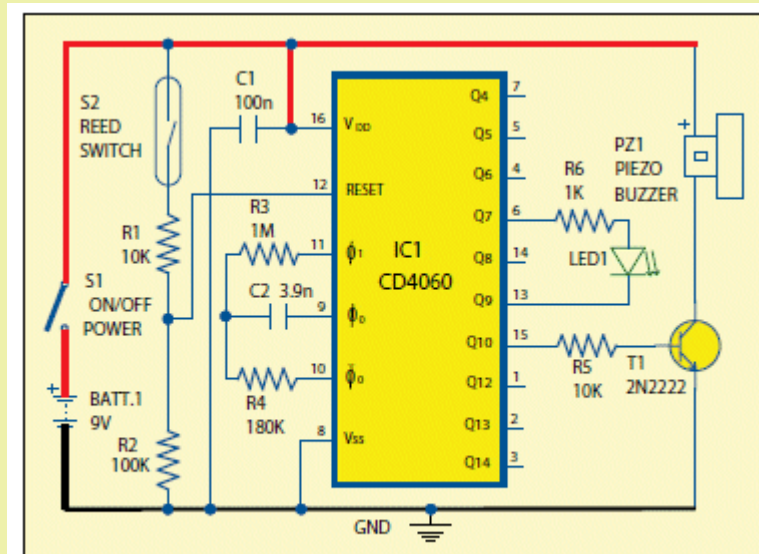 S2
REED
SWITCH
C1
100n
R1
10K
S1
ON/OFF
POWER
+
BATT.1
9V
R2
100K
R3
1M
C2 3.9n
R4
180K
16
12
11
9
10
8
VDD
RESET
ϕ1
ϕ0
ϕ̄0
Vss
IC1
CD4060
Q4
Q5
Q6
Q7
Q8
Q9
Q10
Q12
Q13
Q14
7
5
4
6
14
13
15
1
2
3
R6
1K
LED1
PZ1
PIEZO
BUZZER
+
R5
10K
T1
2N2222
GND